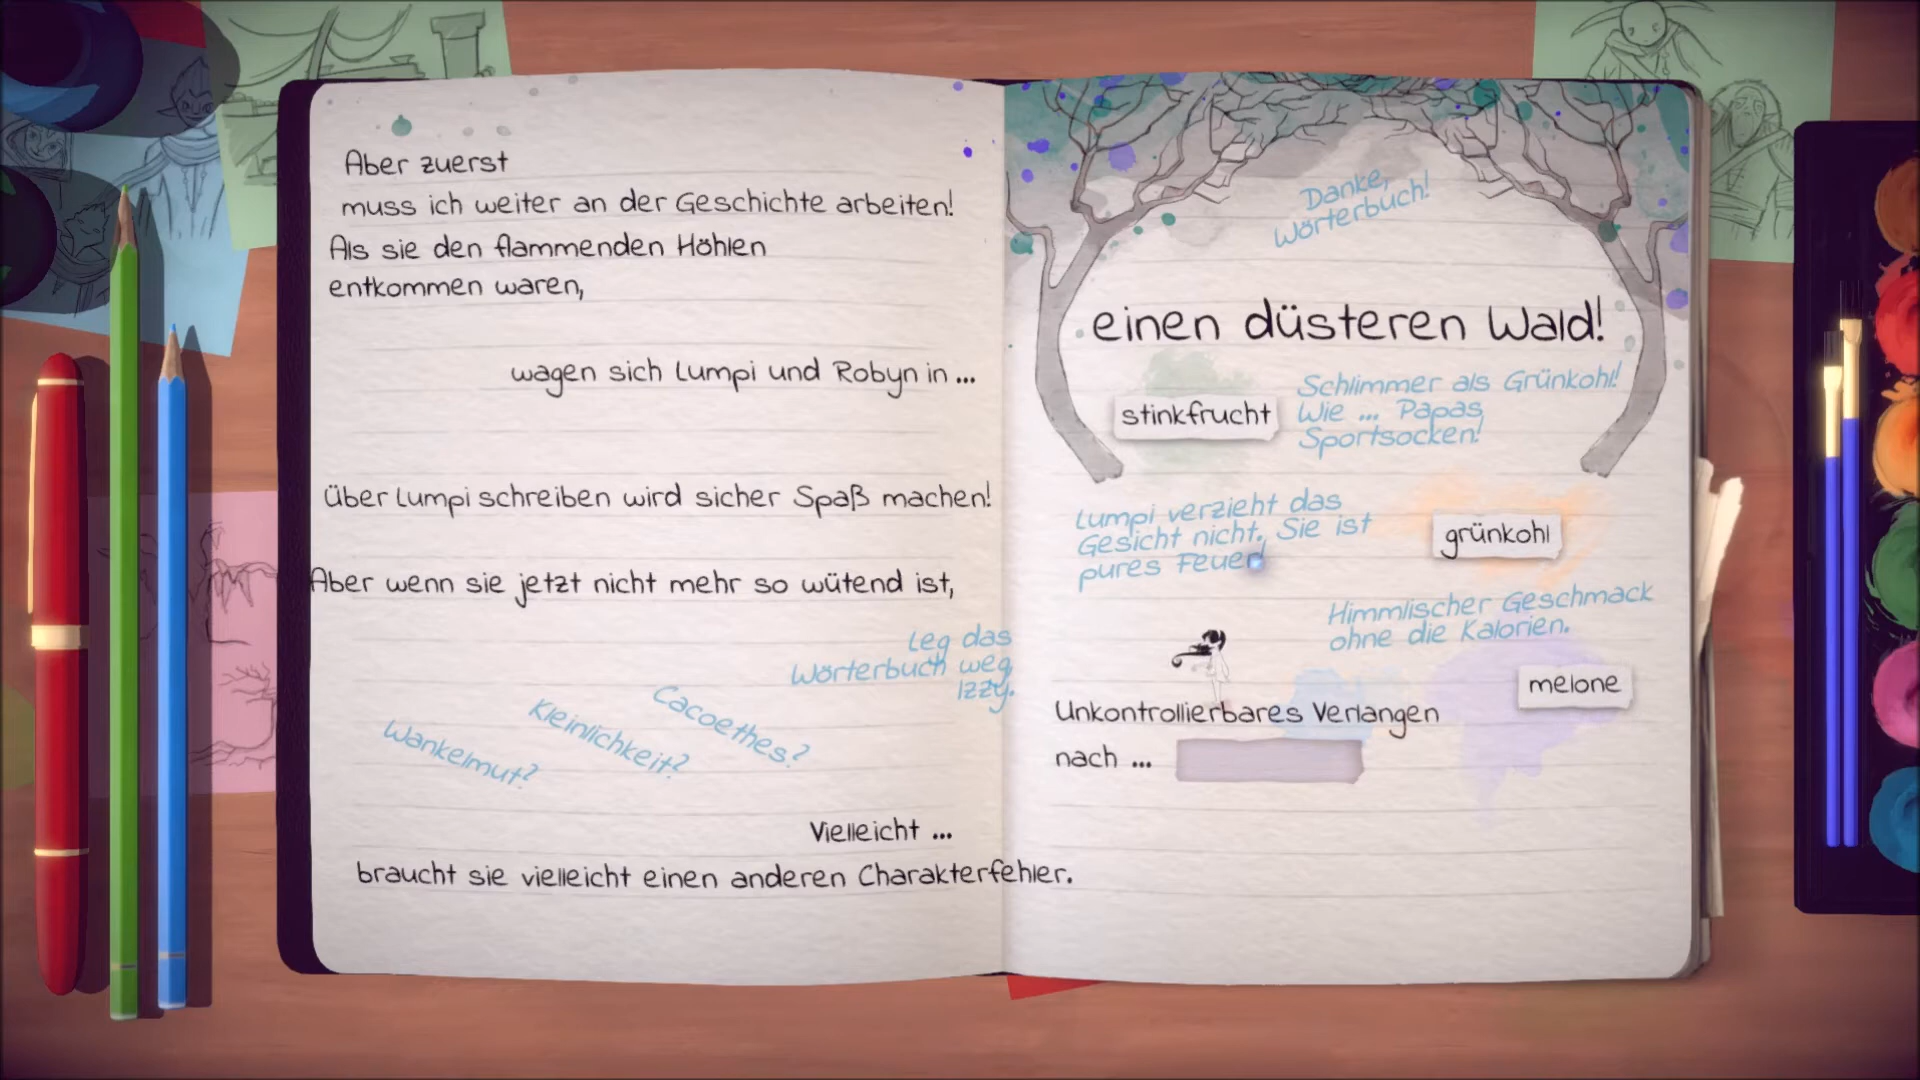 Aber zuerst
muss ich weiter an der Geschichte arbeiten!
Als sie den flammenden Höhlen
entkommen waren,
wagen sich Lumpi und Robyn in ...
Über Lumpi schreiben wird sicher Spaß machen!
Aber wenn sie jetzt nicht mehr so wütend ist,
Leg das
Wörterbuch weg,
Izzy.
Cacoethes?
Kleinlichkeit?
Wankelmut?
Vielleicht ...
braucht sie vielleicht einen anderen Charakterfehler.
Danke,
Wörterbuch!
einen düsteren Wald!
Schlimmer als Grünkohl!
Wie ... Papas
Sportsocken!
stinkfrucht
Lumpi verzieht das
Gesicht nicht. Sie ist
pures Feuer!
grünkohl
Himmlischer Geschmack
ohne die Kalorien.
melone
Unkontrollierbares Verlangen
nach ...